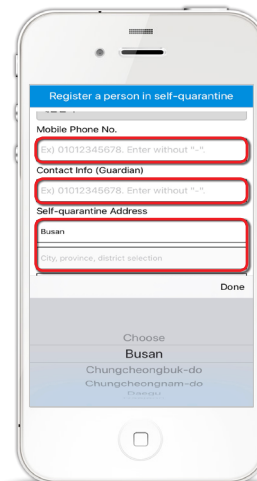 Register a person in self-quarantine
Mobile Phone No.
Ex) 01012345678. Enter without "-".
Contact Info (Guardian)
Ex) 01012345678. Enter without "-".
Self-quarantine Address
Busan
City, province, district selection
Done
Choose
Busan
Chungcheongbuk-do
Chungcheongnam-do
Daegu